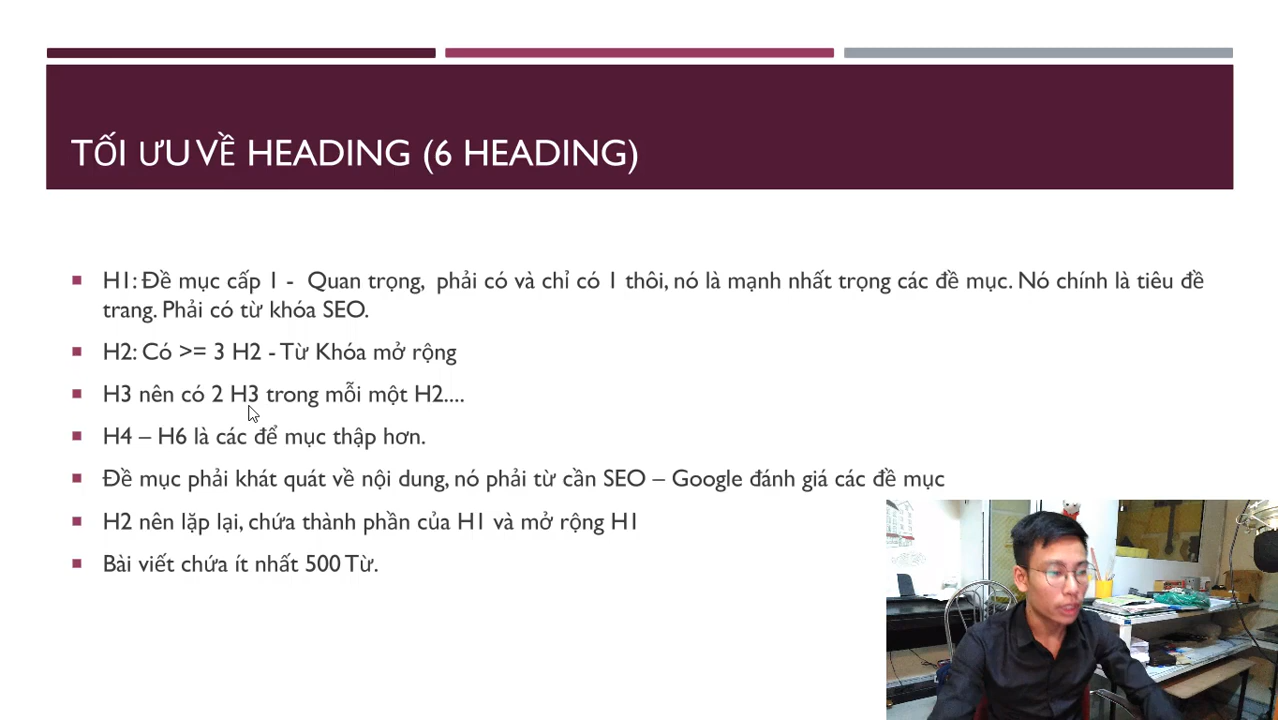 TỐI ƯU VỀ HEADING (6 HEADING)
H1: Đề mục cấp 1 - Quan trọng, phải có và chỉ có 1 thôi, nó là mạnh nhất trọng các đề mục. Nó chính là tiêu đề
trang. Phải có từ khóa SEO.
H2: Có >= 3 H2 - Từ Khóa mở rộng
H3 nên có 2 H3 trong mỗi một H2....
H4 – H6 là các để mục thập hơn.
Đề mục phải khát quát về nội dung, nó phải từ cần SEO – Google đánh giá các đề mục
H2 nên lặp lại, chứa thành phần của H1 và mở rộng H1
Bài viết chứa ít nhất 500 Từ.